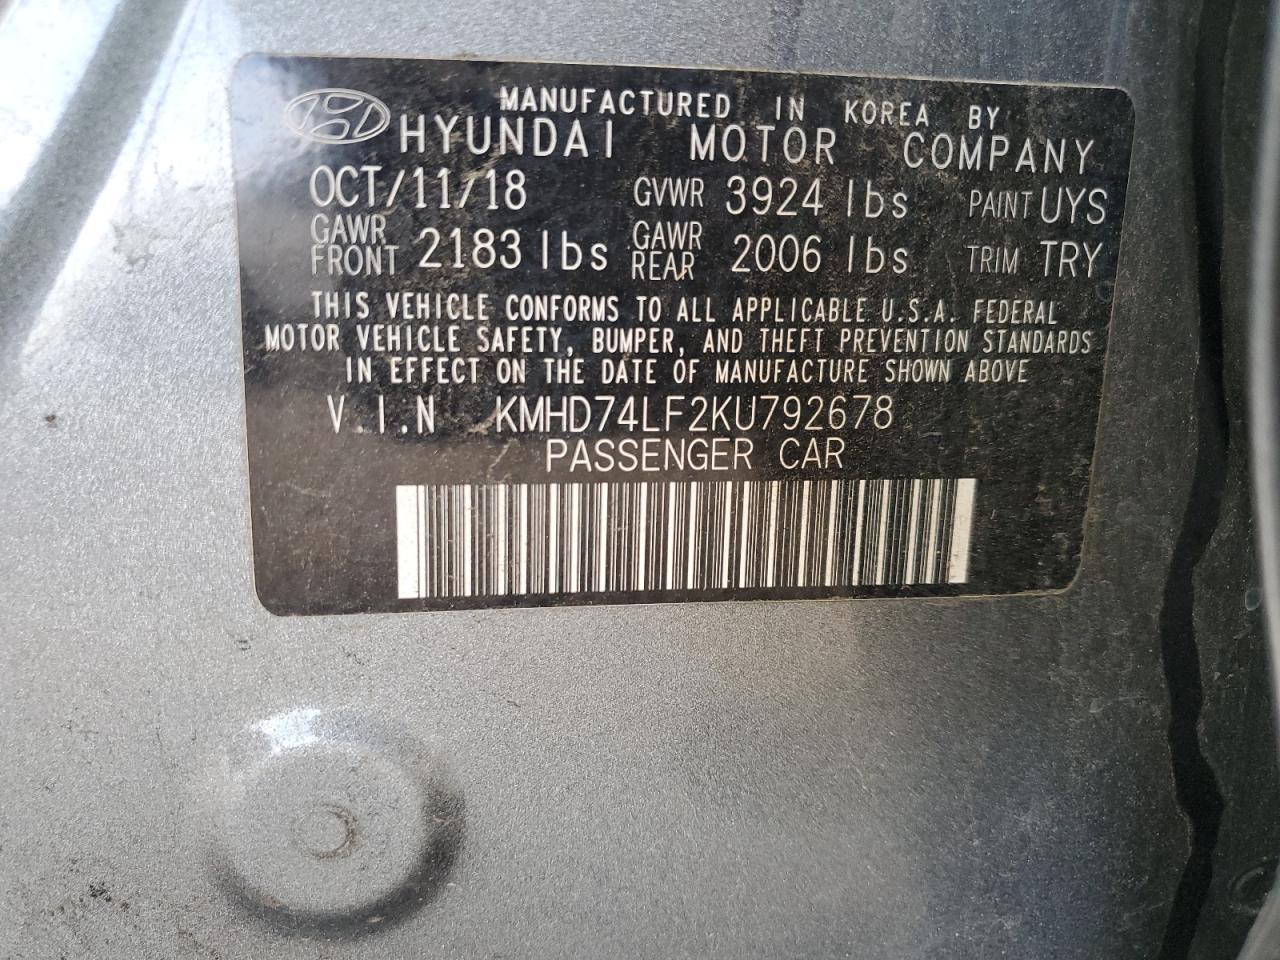 MANUFACTURED IN KOREA BY
HYUNDAI MOTOR COMPANY
OCT/11/18 GVWR 3924 lbs PAINT UYS
GAWR FRONT 2183 lbs GAWR REAR 2006 lbs TRIM TRY
THIS VEHICLE CONFORMS TO ALL APPLICABLE U.S.A. FEDERAL
MOTOR VEHICLE SAFETY, BUMPER, AND THEFT PREVENTION STANDARDS
IN EFFECT ON THE DATE OF MANUFACTURE SHOWN ABOVE
V.I.N KMHD74LF2KU792678
PASSENGER CAR